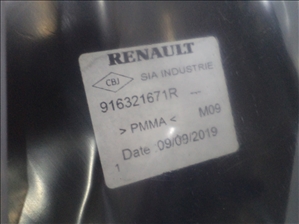 RENAULT
CBI SIA INDUSTRIE
916321671R ---
> PMMA < M09
Date :09/09/2019
1